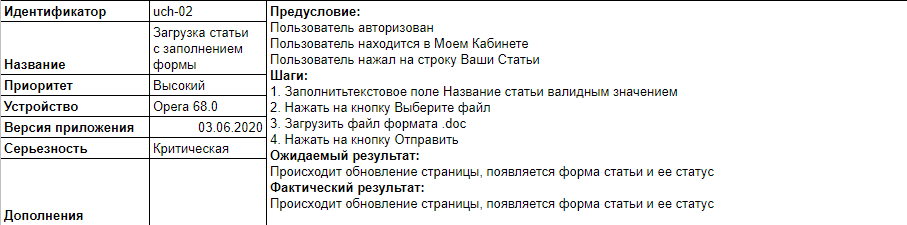 Идентификатор uch-02
Название Загрузка статьи
с заполнением
формы
Приоритет Высокий
Устройство Opera 68.0
Версия приложения 03.06.2020
Серьезность Критическая
Дополнения
Предусловие:
Пользователь авторизован
Пользователь находится в Моем Кабинете
Пользователь нажал на строку Ваши Статьи
Шаги:
1. Заполнитьтекстовое поле Название статьи валидным значением
2. Нажать на кнопку Выберите файл
3. Загрузить файл формата .doc
4. Нажать на кнопку Отправить
Ожидаемый результат:
Происходит обновление страницы, появляется форма статьи и ее статус
Фактический результат:
Происходит обновление страницы, появляется форма статьи и ее статус